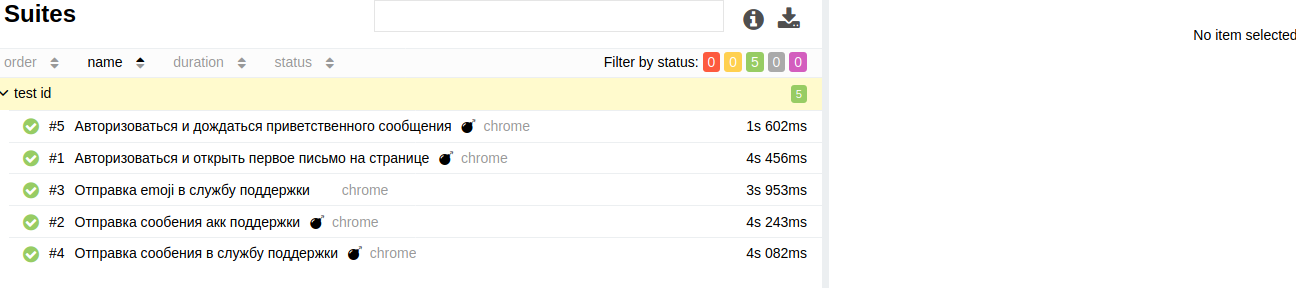 Suites
No item selected
order name duration status Filter by status: 0 0 5 0 0
test id 5
#5 Авторизоваться и дождаться приветственного сообщения chrome 1s 602ms
#1 Авторизоваться и открыть первое письмо на странице chrome 4s 456ms
#3 Отправка emoji в службу поддержки chrome 3s 953ms
#2 Отправка сообения акк поддержки chrome 4s 243ms
#4 Отправка сообения в службу поддержки chrome 4s 082ms